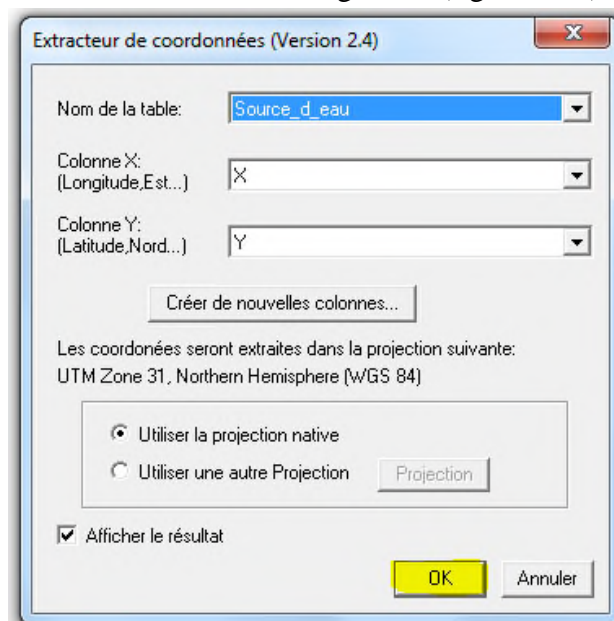 Extracteur de coordonnées (Version 2.4)
Nom de la table: Source_d_eau
Colonne X:
(Longitude,Est...) X
Colonne Y:
(Latitude,Nord...) Y
Créer de nouvelles colonnes...
Les coordonées seront extraites dans la projection suivante:
UTM Zone 31, Northern Hemisphere (WGS 84)
Utiliser la projection native
Utiliser une autre Projection Projection
Afficher le résultat
OK Annuler